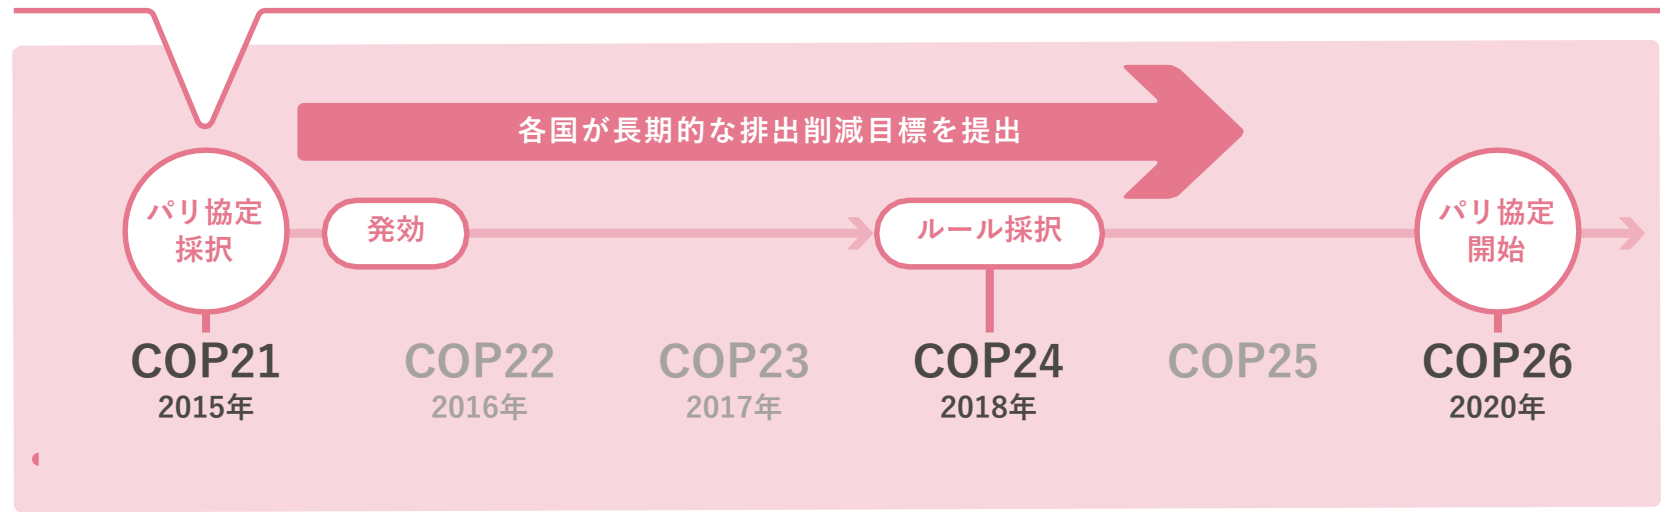 各国が長期的な排出削減目標を提出
パリ協定
採択
発効
ルール採択
パリ協定
開始
COP21
COP22
COP23
COP24
COP25
COP26
2015年
2016年
2017年
2018年
2020年